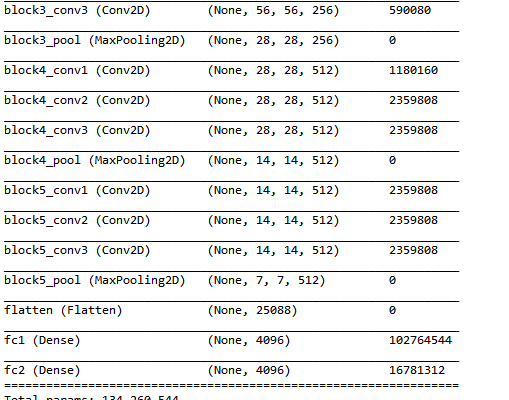 block3_conv3 (Conv2D) (None, 56, 56, 256) 590080
block3_pool (MaxPooling2D) (None, 28, 28, 256) 0
block4_conv1 (Conv2D) (None, 28, 28, 512) 1180160
block4_conv2 (Conv2D) (None, 28, 28, 512) 2359808
block4_conv3 (Conv2D) (None, 28, 28, 512) 2359808
block4_pool (MaxPooling2D) (None, 14, 14, 512) 0
block5_conv1 (Conv2D) (None, 14, 14, 512) 2359808
block5_conv2 (Conv2D) (None, 14, 14, 512) 2359808
block5_conv3 (Conv2D) (None, 14, 14, 512) 2359808
block5_pool (MaxPooling2D) (None, 7, 7, 512) 0
flatten (Flatten) (None, 25088) 0
fc1 (Dense) (None, 4096) 102764544
fc2 (Dense) (None, 4096) 16781312
Total params: 134,260,544